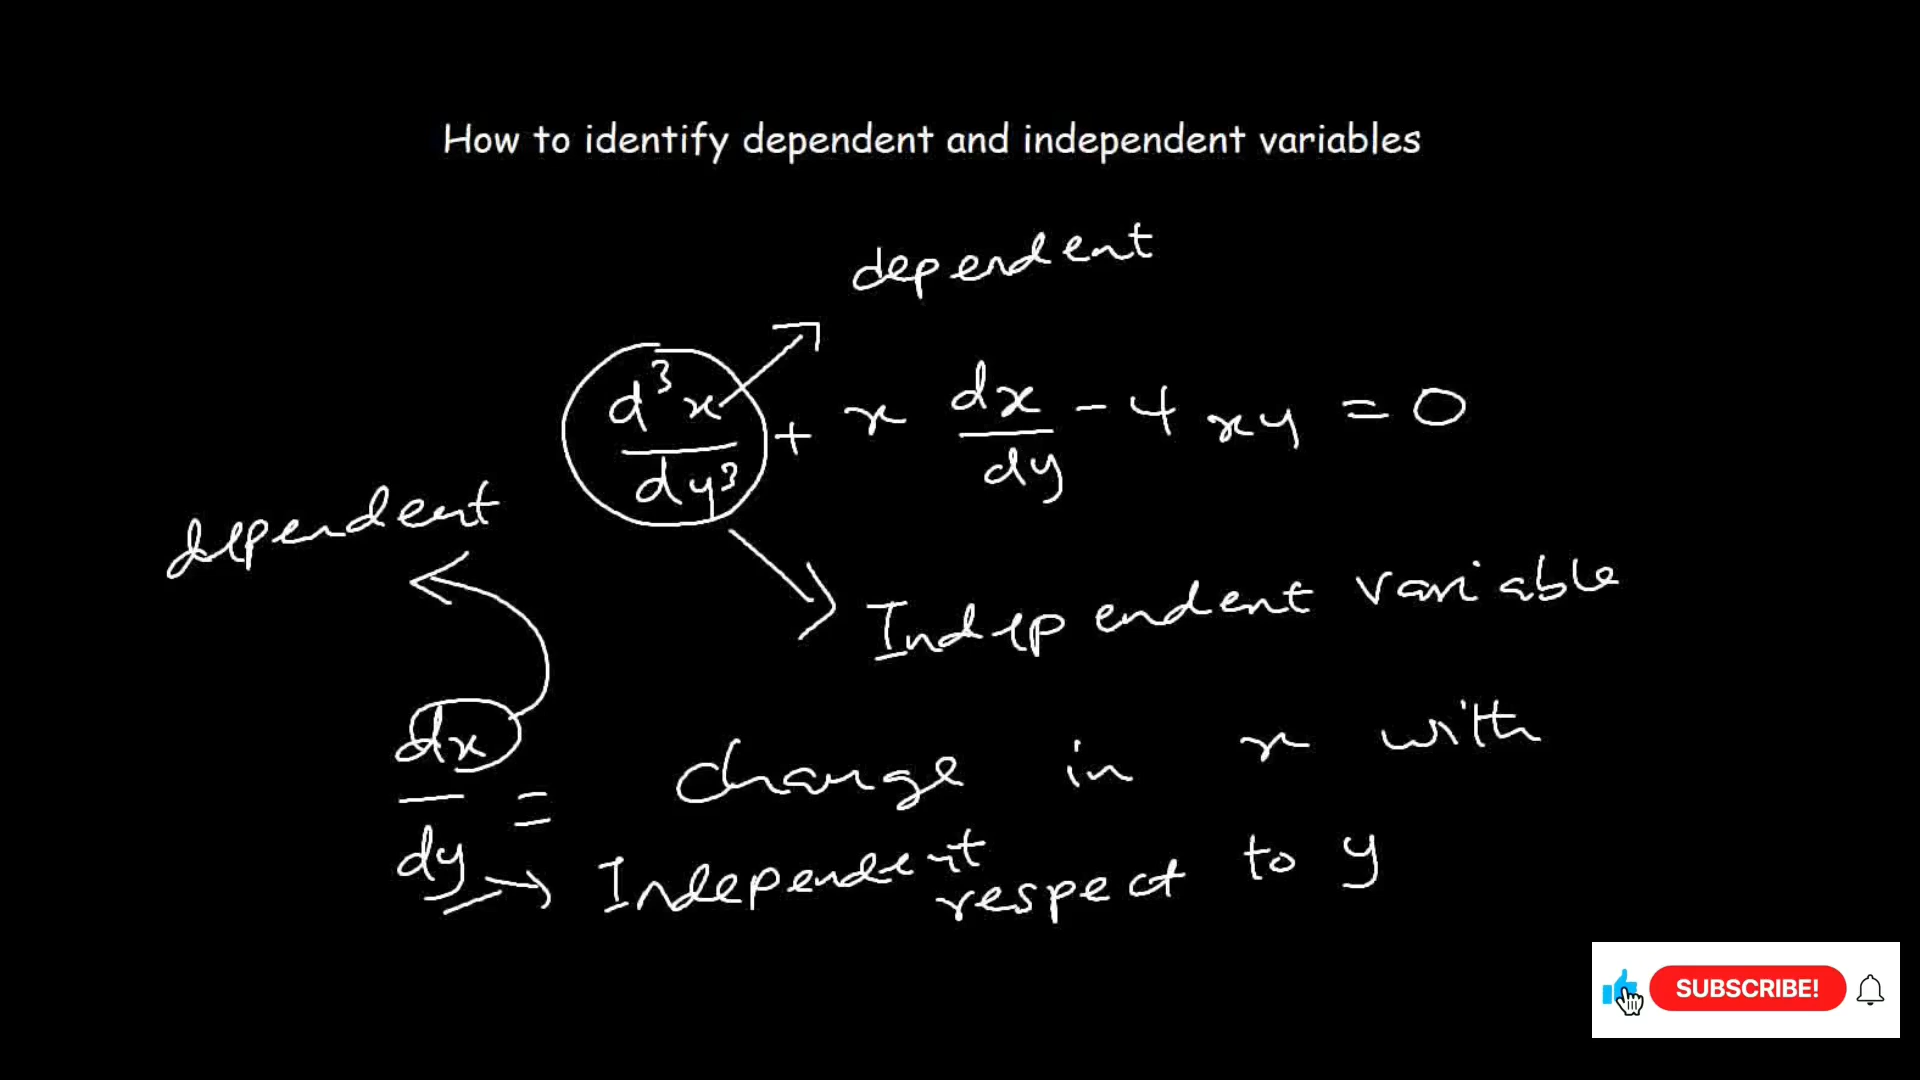 How to identify dependent and independent variables
dependent
d³x/dy³ + x dx/dy - 4xy = 0
dependent
Independent variable
dx/dy = change in x with
Independent
respect to y
SUBSCRIBE!